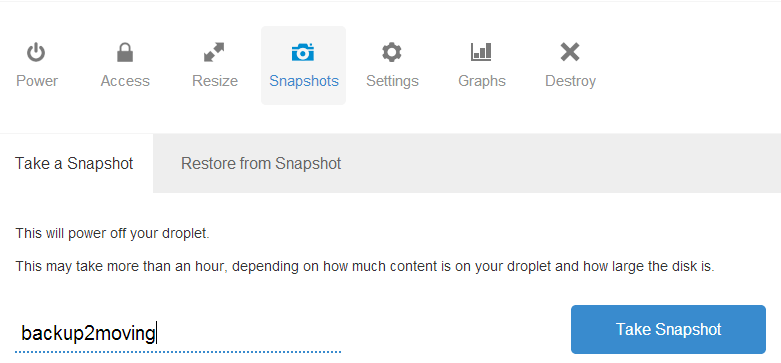 Power Access Resize Snapshots Settings Graphs Destroy
Take a Snapshot Restore from Snapshot
This will power off your droplet.
This may take more than an hour, depending on how much content is on your droplet and how large the disk is.
backup2moving Take Snapshot